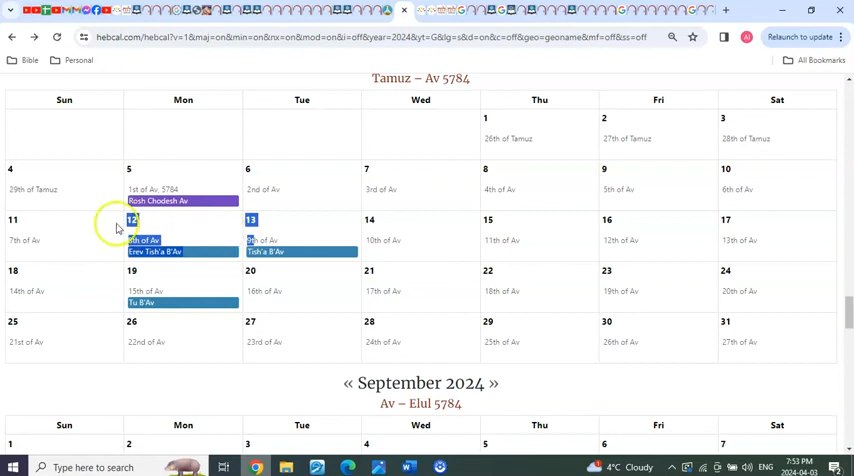 hebcal.com/hebcal?v=1&maj=on&min=on&nx=on&mod=on&i=off&year=2024&yt=G&lg=s&d=on&c=off&geo=geoname&mf=off&ss=off
Relaunch to update
Bible
Personal
All Bookmarks
Tamuz – Av 5784
Sun Mon Tue Wed Thu Fri Sat
1 2 3
26th of Tamuz 27th of Tamuz 28th of Tamuz
4 5 6 7 8 9 10
29th of Tamuz 1st of Av, 5784 2nd of Av 3rd of Av 4th of Av 5th of Av 6th of Av
Rosh Chodesh Av
11 12 13 14 15 16 17
7th of Av 8th of Av 9th of Av 10th of Av 11th of Av 12th of Av 13th of Av
Erev Tish'a B'Av Tish'a B'Av
18 19 20 21 22 23 24
14th of Av 15th of Av 16th of Av 17th of Av 18th of Av 19th of Av 20th of Av
Tu B'Av
25 26 27 28 29 30 31
21st of Av 22nd of Av 23rd of Av 24th of Av 25th of Av 26th of Av 27th of Av
« September 2024 »
Av – Elul 5784
Sun Mon Tue Wed Thu Fri Sat
1 2 3 4 5 6 7
Type here to search
4°C Cloudy
ENG
7:53 PM
2024-04-03